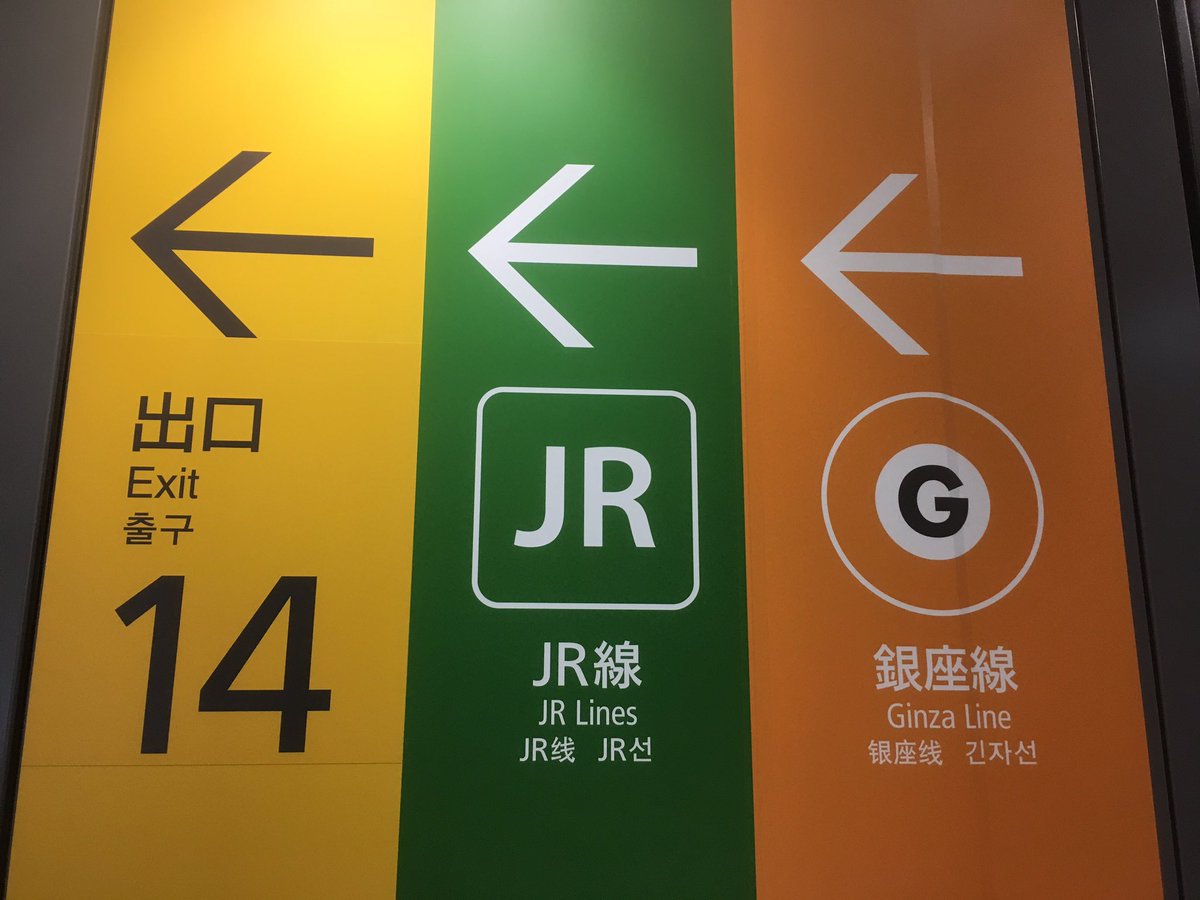 出口
Exit
출구
14
JR
JR線
JR Lines
JR线 JR선
G
銀座線
Ginza Line
银座线 긴자선